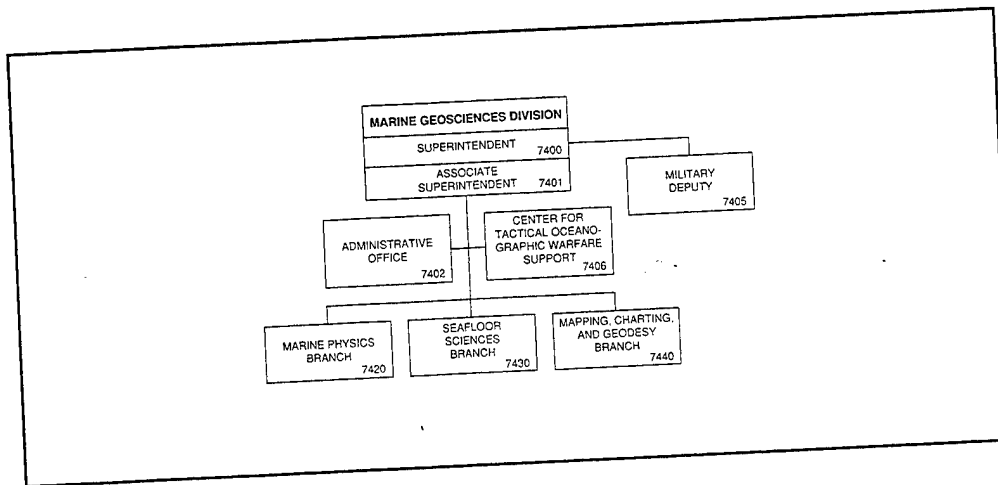 MARINE GEOSCIENCES DIVISION
SUPERINTENDENT
7400
ASSOCIATE
SUPERINTENDENT
7401
MILITARY
DEPUTY
7405
ADMINISTRATIVE
OFFICE
7402
CENTER FOR
TACTICAL OCEANO-
GRAPHIC WARFARE
SUPPORT
7406
MARINE PHYSICS
BRANCH
7420
SEAFLOOR
SCIENCES
BRANCH
7430
MAPPING, CHARTING,
AND GEODESY
BRANCH
7440